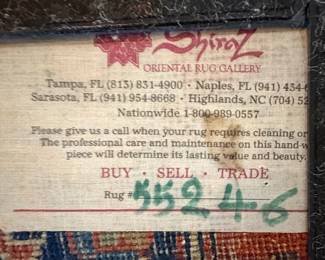 Shiraz
ORIENTAL RUG GALLERY
Tampa, FL (813) 831-4900 · Naples, FL (941) 434-
Sarasota, FL (941) 954-8668 · Highlands, NC (704) 52
Nationwide 1-800-989-0557
Please give us a call when your rug requires cleaning or
The professional care and maintenance on this hand-w
piece will determine its lasting value and beauty.
BUY · SELL · TRADE
Rug # 55246